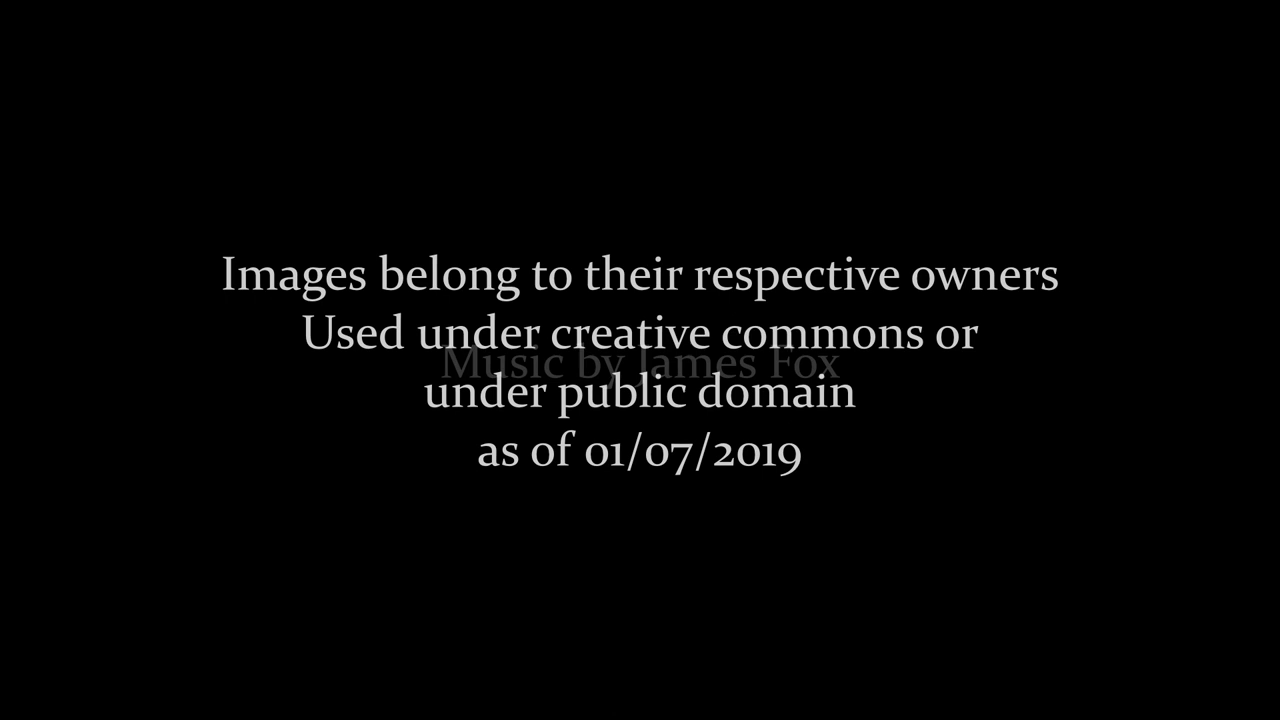 Images belong to their respective owners
Used under creative commons or
Music by James Fox
under public domain
as of 01/07/2019